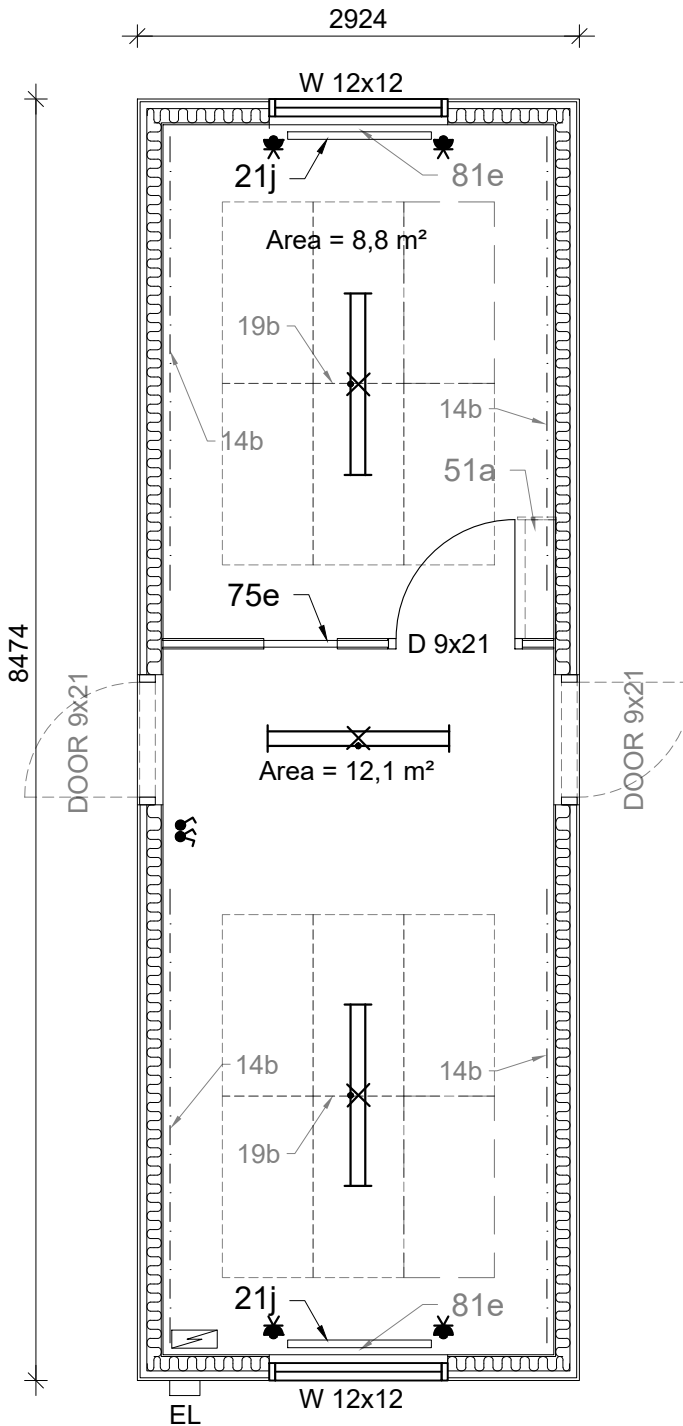 2924
W 12x12
21j
81e
Area = 8,8 m²
19b
14b
14b
51a
75e
D 9x21
8474
DOOR 9x21
DOOR 9x21
Area = 12,1 m²
14b
14b
19b
21j
81e
W 12x12
EL